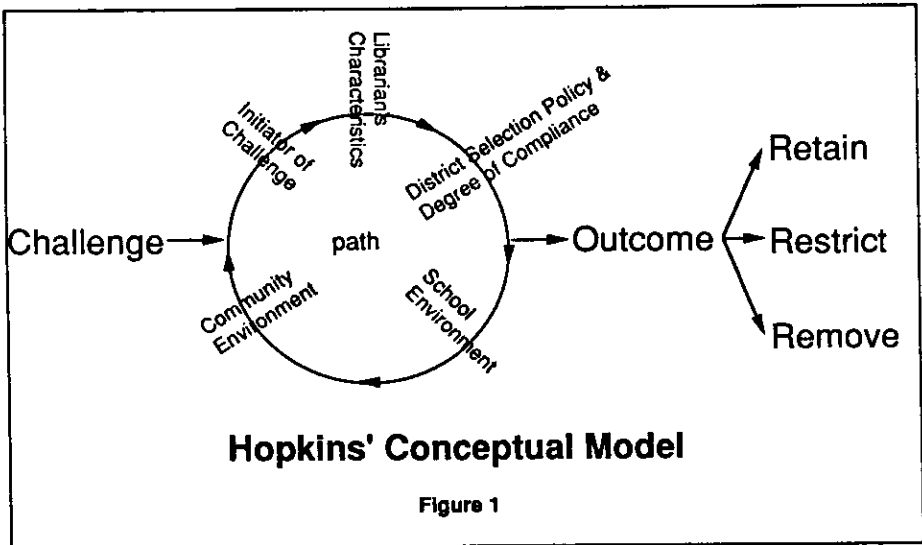 Librarian's
Characteristics
Initiator of
Challenge
District Selection Policy &
Degree of Compliance
Challenge
path
Outcome
Retain
Restrict
Remove
Community
Environment
School
Environment
Hopkins' Conceptual Model
Figure 1